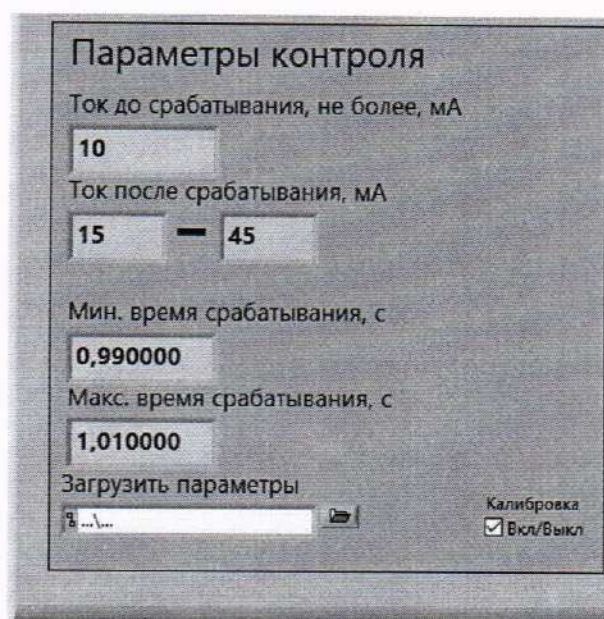 Параметры контроля
Ток до срабатывания, не более, мА
10
Ток после срабатывания, мА
15 — 45
Мин. время срабатывания, с
0,990000
Макс. время срабатывания, с
1,010000
Загрузить параметры
...\...
Калибровка
Вкл/Выкл